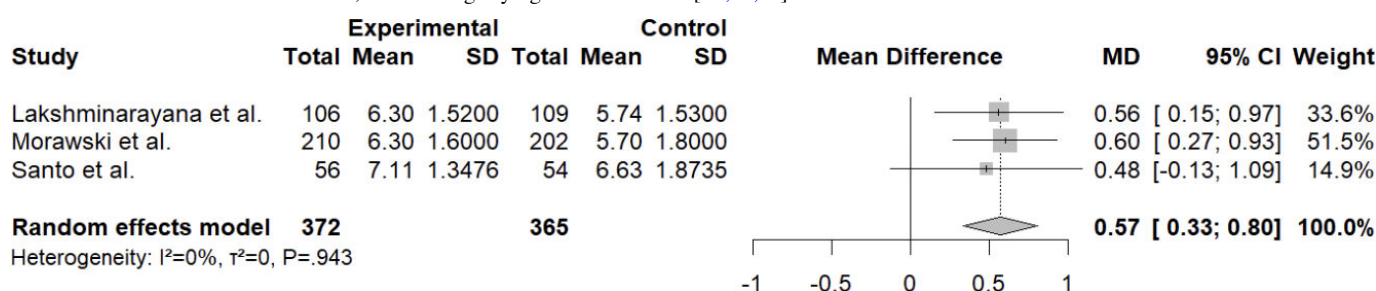 Experimental Control
Study Total Mean SD Total Mean SD Mean Difference MD 95% CI Weight
Lakshminarayana et al. 106 6.30 1.5200 109 5.74 1.5300 0.56 [ 0.15; 0.97] 33.6%
Morawski et al. 210 6.30 1.6000 202 5.70 1.8000 0.60 [ 0.27; 0.93] 51.5%
Santo et al. 56 7.11 1.3476 54 6.63 1.8735 0.48 [-0.13; 1.09] 14.9%
Random effects model 372 365 0.57 [ 0.33; 0.80] 100.0%
Heterogeneity: I²=0%, τ²=0, P=.943
-1 -0.5 0 0.5 1